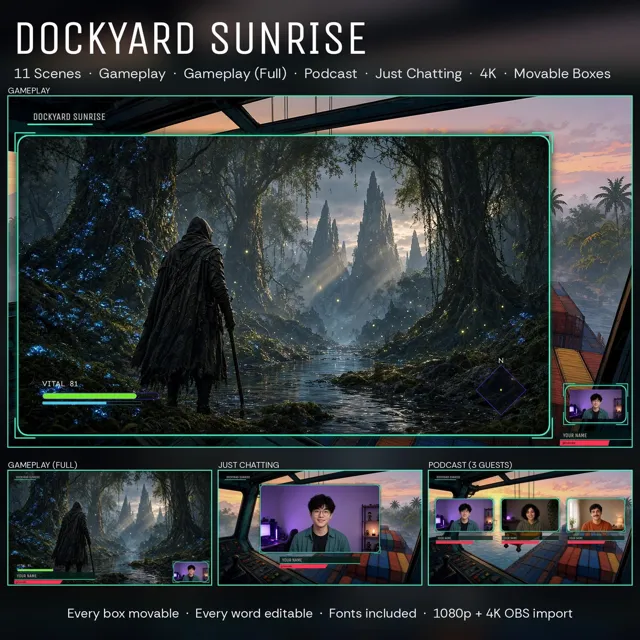 DOCKYARD SUNRISE
11 Scenes · Gameplay · Gameplay (Full) · Podcast · Just Chatting · 4K · Movable Boxes
GAMEPLAY
DOCKYARD SUNRISE
VITAL 81
N
YOUR NAME
GAMEPLAY (FULL)
JUST CHATTING
PODCAST (3 GUESTS)
YOUR NAME
YOUR NAME
Every box movable · Every word editable · Fonts included · 1080p + 4K OBS import